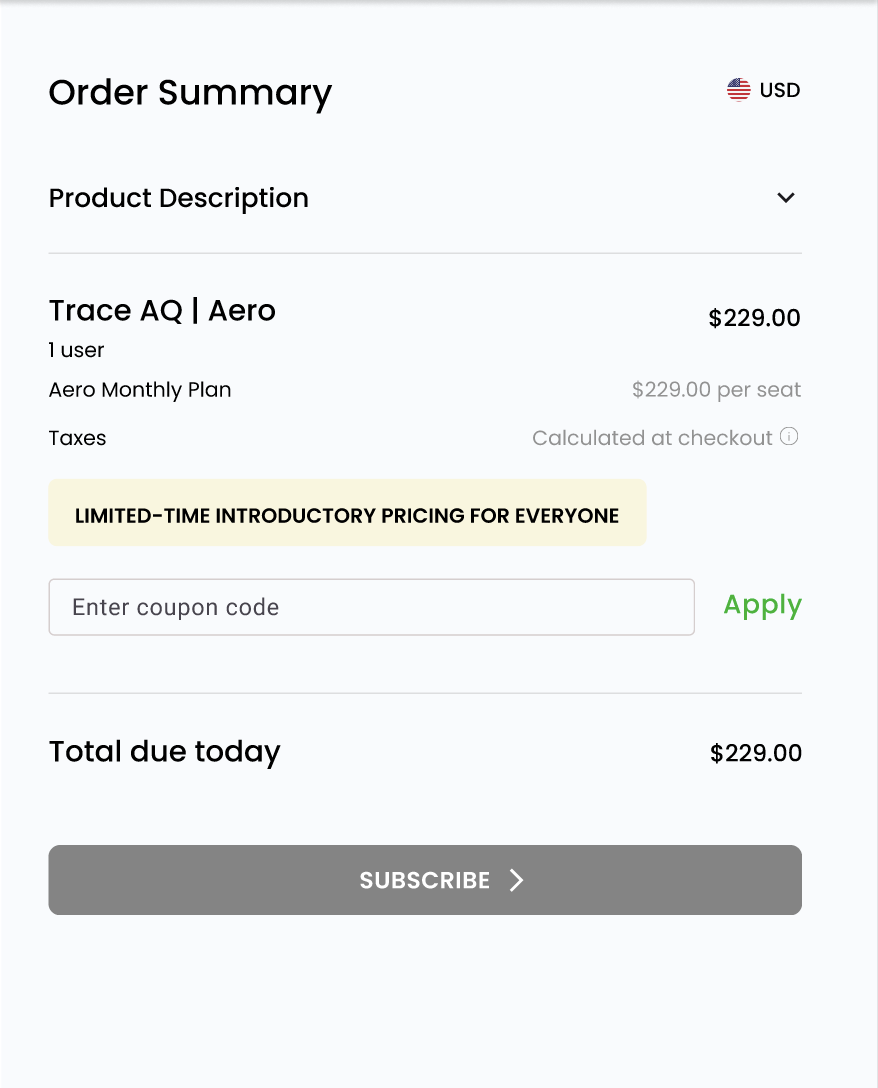 Order Summary
USD
Product Description
Trace AQ | Aero
$229.00
1 user
Aero Monthly Plan
$229.00 per seat
Taxes
Calculated at checkout
LIMITED-TIME INTRODUCTORY PRICING FOR EVERYONE
Enter coupon code
Apply
Total due today
$229.00
SUBSCRIBE